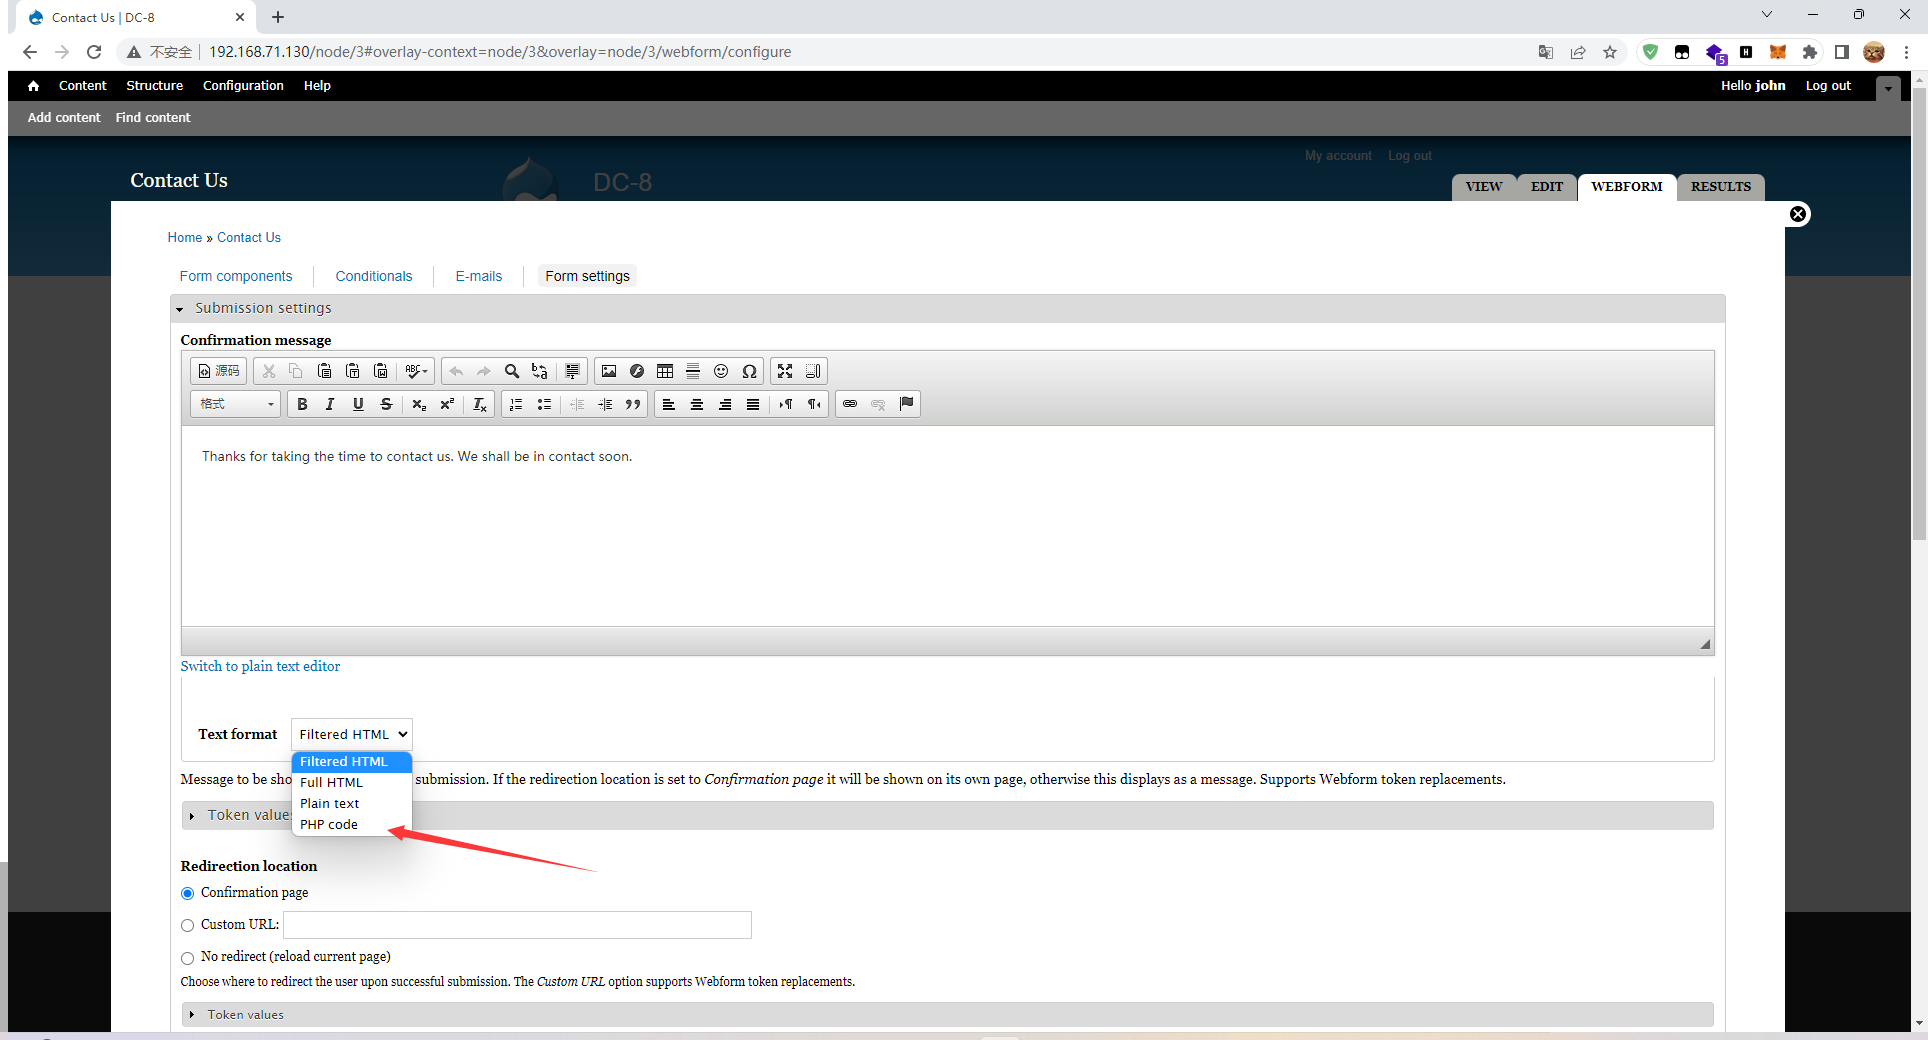 Contact Us | DC-8
不安全 192.168.71.130/node/3#overlay-context=node/3&overlay=node/3/webform/configure
5
H
Content Structure Configuration Help Hello john Log out
Add content Find content
My account Log out
Contact Us DC-8 VIEW EDIT WEBFORM RESULTS
Home » Contact Us
Form components Conditionals E-mails Form settings
Submission settings
Confirmation message
源码 ABC
格式 B I U S x₂ x² Ix
Thanks for taking the time to contact us. We shall be in contact soon.
Switch to plain text editor
Text format Filtered HTML
Filtered HTML
Full HTML
Plain text
PHP code
Message to be sho submission. If the redirection location is set to Confirmation page it will be shown on its own page, otherwise this displays as a message. Supports Webform token replacements.
Token values
Redirection location
Confirmation page
Custom URL:
No redirect (reload current page)
Choose where to redirect the user upon successful submission. The Custom URL option supports Webform token replacements.
Token values